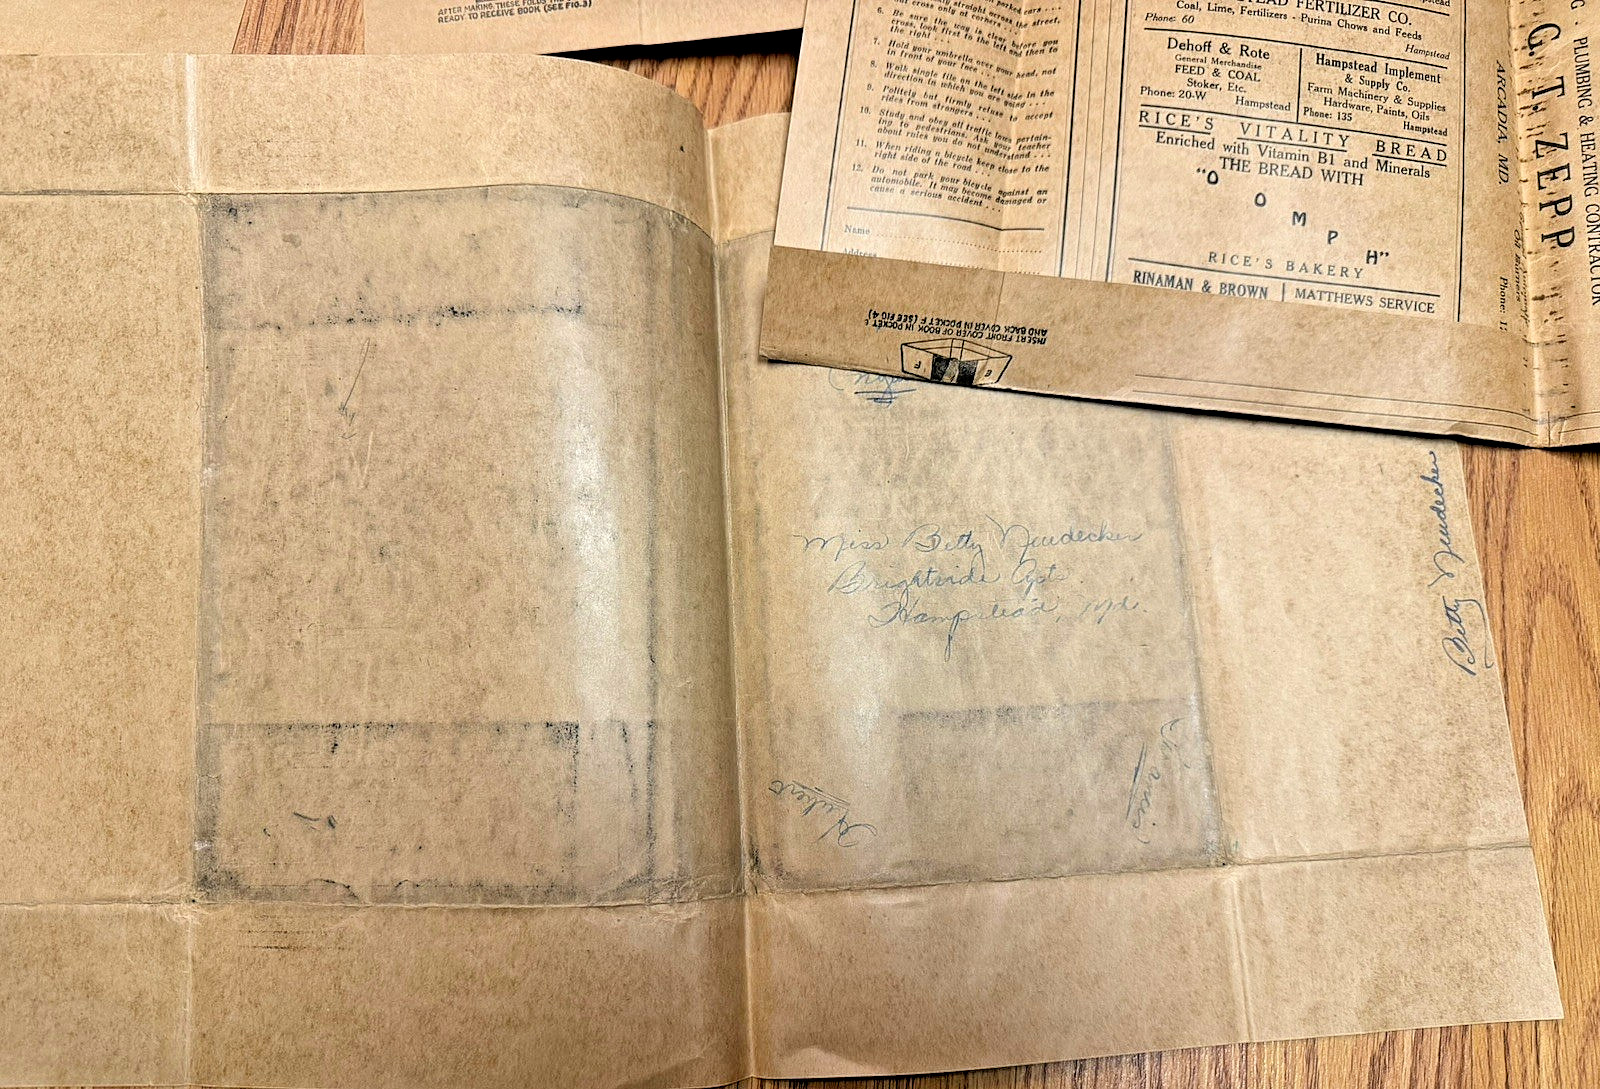 AFTER MAKING THESE FOLDS
READY TO RECEIVE BOOK (SEE FIG.3)
parked cars ...
straight across the street,
cross only at corners
6. Be sure the way is clear before you
cross, look first to the left and then to
the right ...
7. Hold your umbrella over your head, not
in front of your face ...
8. Walk single file on the left side in the
direction in which you are going ...
9. Politely but firmly refuse to accept
rides from strangers ...
10. Study and obey all traffic laws pertain-
ing to pedestrians. Ask your teacher
about rules you do not understand ...
11. When riding a bicycle keep close to the
right side of the road ...
12. Do not park your bicycle against an
automobile. It may become damaged or
cause a serious accident ...
Name
Address
FERTILIZER CO.
Coal, Lime, Fertilizers - Purina Chows and Feeds
Phone: 60
Hampstead
Dehoff & Rote
General Merchandise
FEED & COAL
Stoker, Etc.
Phone: 20-W
Hampstead
Hampstead Implement
& Supply Co.
Farm Machinery & Supplies
Hardware, Paints, Oils
Phone: 135
Hampstead
RICE'S VITALITY BREAD
Enriched with Vitamin B1 and Minerals
THE BREAD WITH
"O
O
M
P
H"
RICE'S BAKERY
RINAMAN & BROWN
MATTHEWS SERVICE
G. T. ZEPP
PLUMBING & HEATING CONTRACTOR
ARCADIA, MD.
Oil Burners
Phone:
INSERT FRONT COVER OF BOOK IN POCKET E
AND BACK COVER IN POCKET F (SEE FIG 4)
F
E
Miss Betty Neudecker
Brightside Apts.
Hampstead, Md.
Betty Neudecker